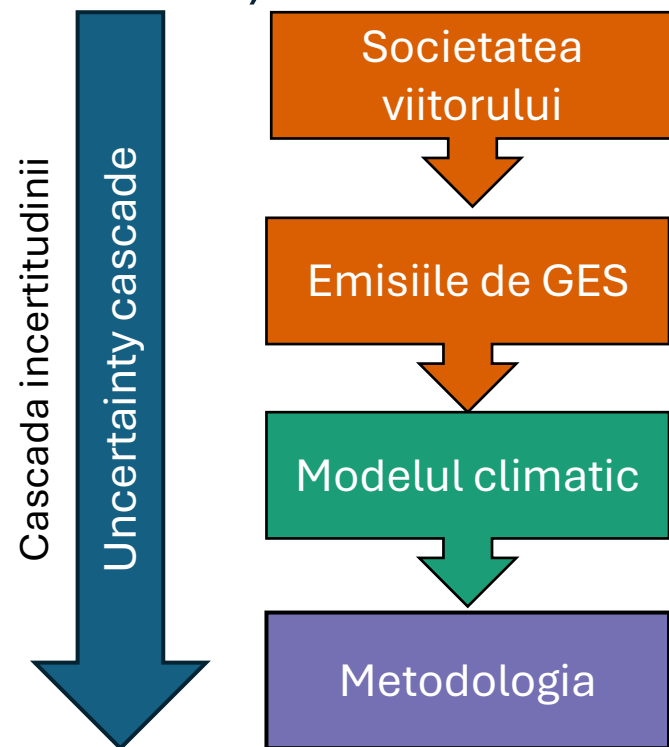 Cascada incertitudinii
Uncertainty cascade
Societatea
viitorului
Emisiile de GES
Modelul climatic
Metodologia